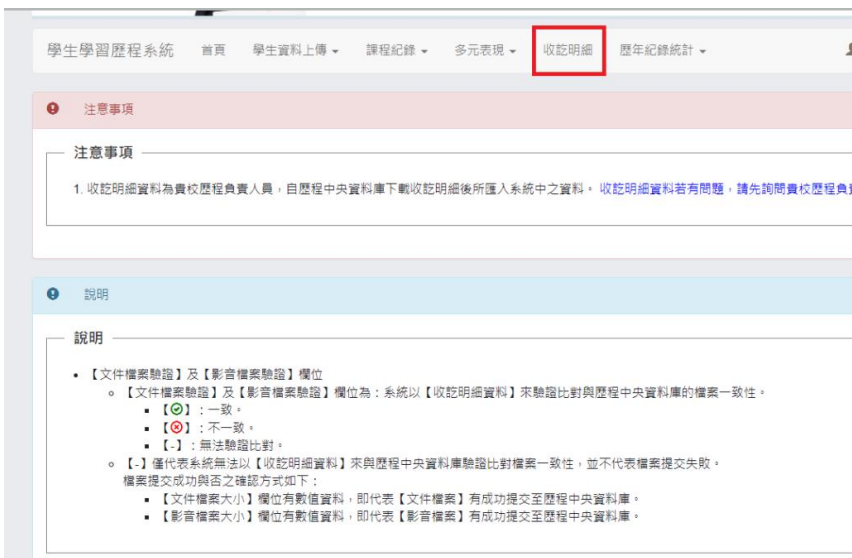 學生學習歷程系統 首頁 學生資料上傳 課程紀錄 多元表現 收訖明細 歷年紀錄統計
注意事項
注意事項
1. 收訖明細資料為貴校歷程負責人員，自歷程中央資料庫下載收訖明細後所匯入系統中之資料。收訖明細資料若有問題，請先詢問貴校歷程負責
說明
說明
• 【文件檔案驗證】及【影音檔案驗證】欄位
【文件檔案驗證】及【影音檔案驗證】欄位為：系統以【收訖明細資料】來驗證比對與歷程中央資料庫的檔案一致性。
【✓】：一致。
【✗】：不一致。
【-】：無法驗證比對。
【-】僅代表系統無法以【收訖明細資料】來與歷程中央資料庫驗證比對檔案一致性，並不代表檔案提交失敗。
檔案提交成功與否之確認方式如下：
【文件檔案大小】欄位有數值資料，即代表【文件檔案】有成功提交至歷程中央資料庫。
【影音檔案大小】欄位有數值資料，即代表【影音檔案】有成功提交至歷程中央資料庫。